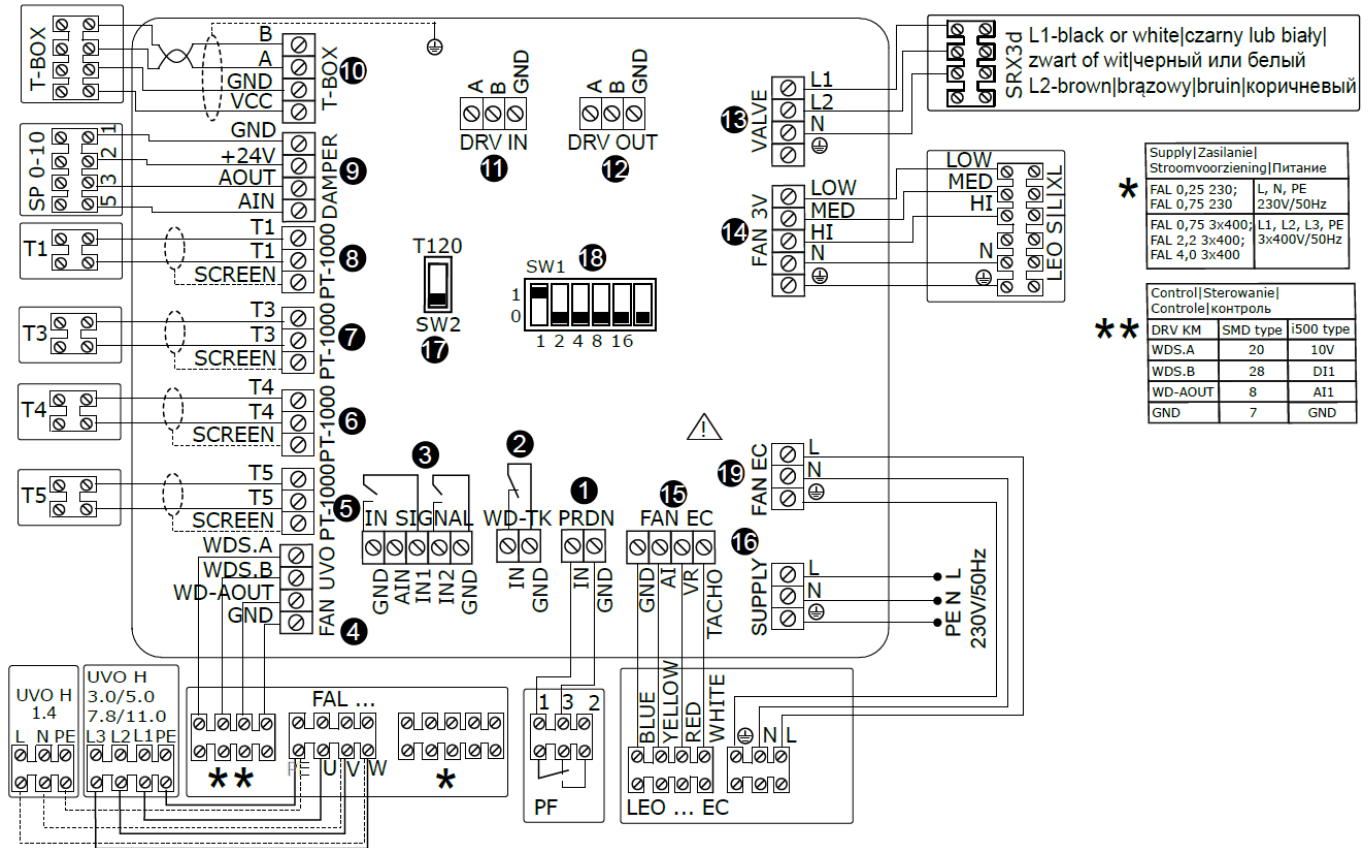 T-BOX
B
A
GND
VCC
T-BOX
10
SP 0-10
1
2
3
5
GND
+24V
AOUT
AIN
DAMPER
9
T1
T1
T1
SCREEN
PT-1000
8
T3
T3
T3
SCREEN
PT-1000
7
T4
T4
T4
SCREEN
PT-1000
6
T5
T5
T5
SCREEN
PT-1000
5
WDS.A
WDS.B
WD-AOUT
GND
FAN UVO
4
A
B
GND
DRV IN
11
A
B
GND
DRV OUT
12
T120
SW2
17
18
SW1
1
0
1 2 4 8 16
3
IN SIGNAL
GND
AIN
IN1
IN2
GND
2
WD-TK
IN
GND
1
PRDN
IN
GND
15
FAN EC
GND
AI
VR
TACHO
13
VALVE
L1
L2
N
SRX3d
L1-black or white|czarny lub biały|
zwart of wit|черный или белый
L2-brown|brązowy|bruin|коричневый
14
FAN 3V
LOW
MED
HI
N
LOW
MED
HI
N
LEO S|L|XL
19
FAN EC
L
N
16
SUPPLY
L
N
PE N L
230V/50Hz
*
Supply|Zasilanie|
Stroomvoorziening|Питание
FAL 0,25 230; L, N, PE
FAL 0,75 230 230V/50Hz
FAL 0,75 3x400; L1, L2, L3, PE
FAL 2,2 3x400; 3x400V/50Hz
FAL 4,0 3x400
**
Control|Sterowanie|
Controle|контроль
DRV KM SMD type i500 type
WDS.A 20 10V
WDS.B 28 DI1
WD-AOUT 8 AI1
GND 7 GND
UVO H
1.4
L N PE
UVO H
3.0/5.0
7.8/11.0
L3 L2 L1 PE
FAL ...
**
PE U V W
*
1 3 2
PF
BLUE
YELLOW
RED
WHITE
N L
LEO ... EC